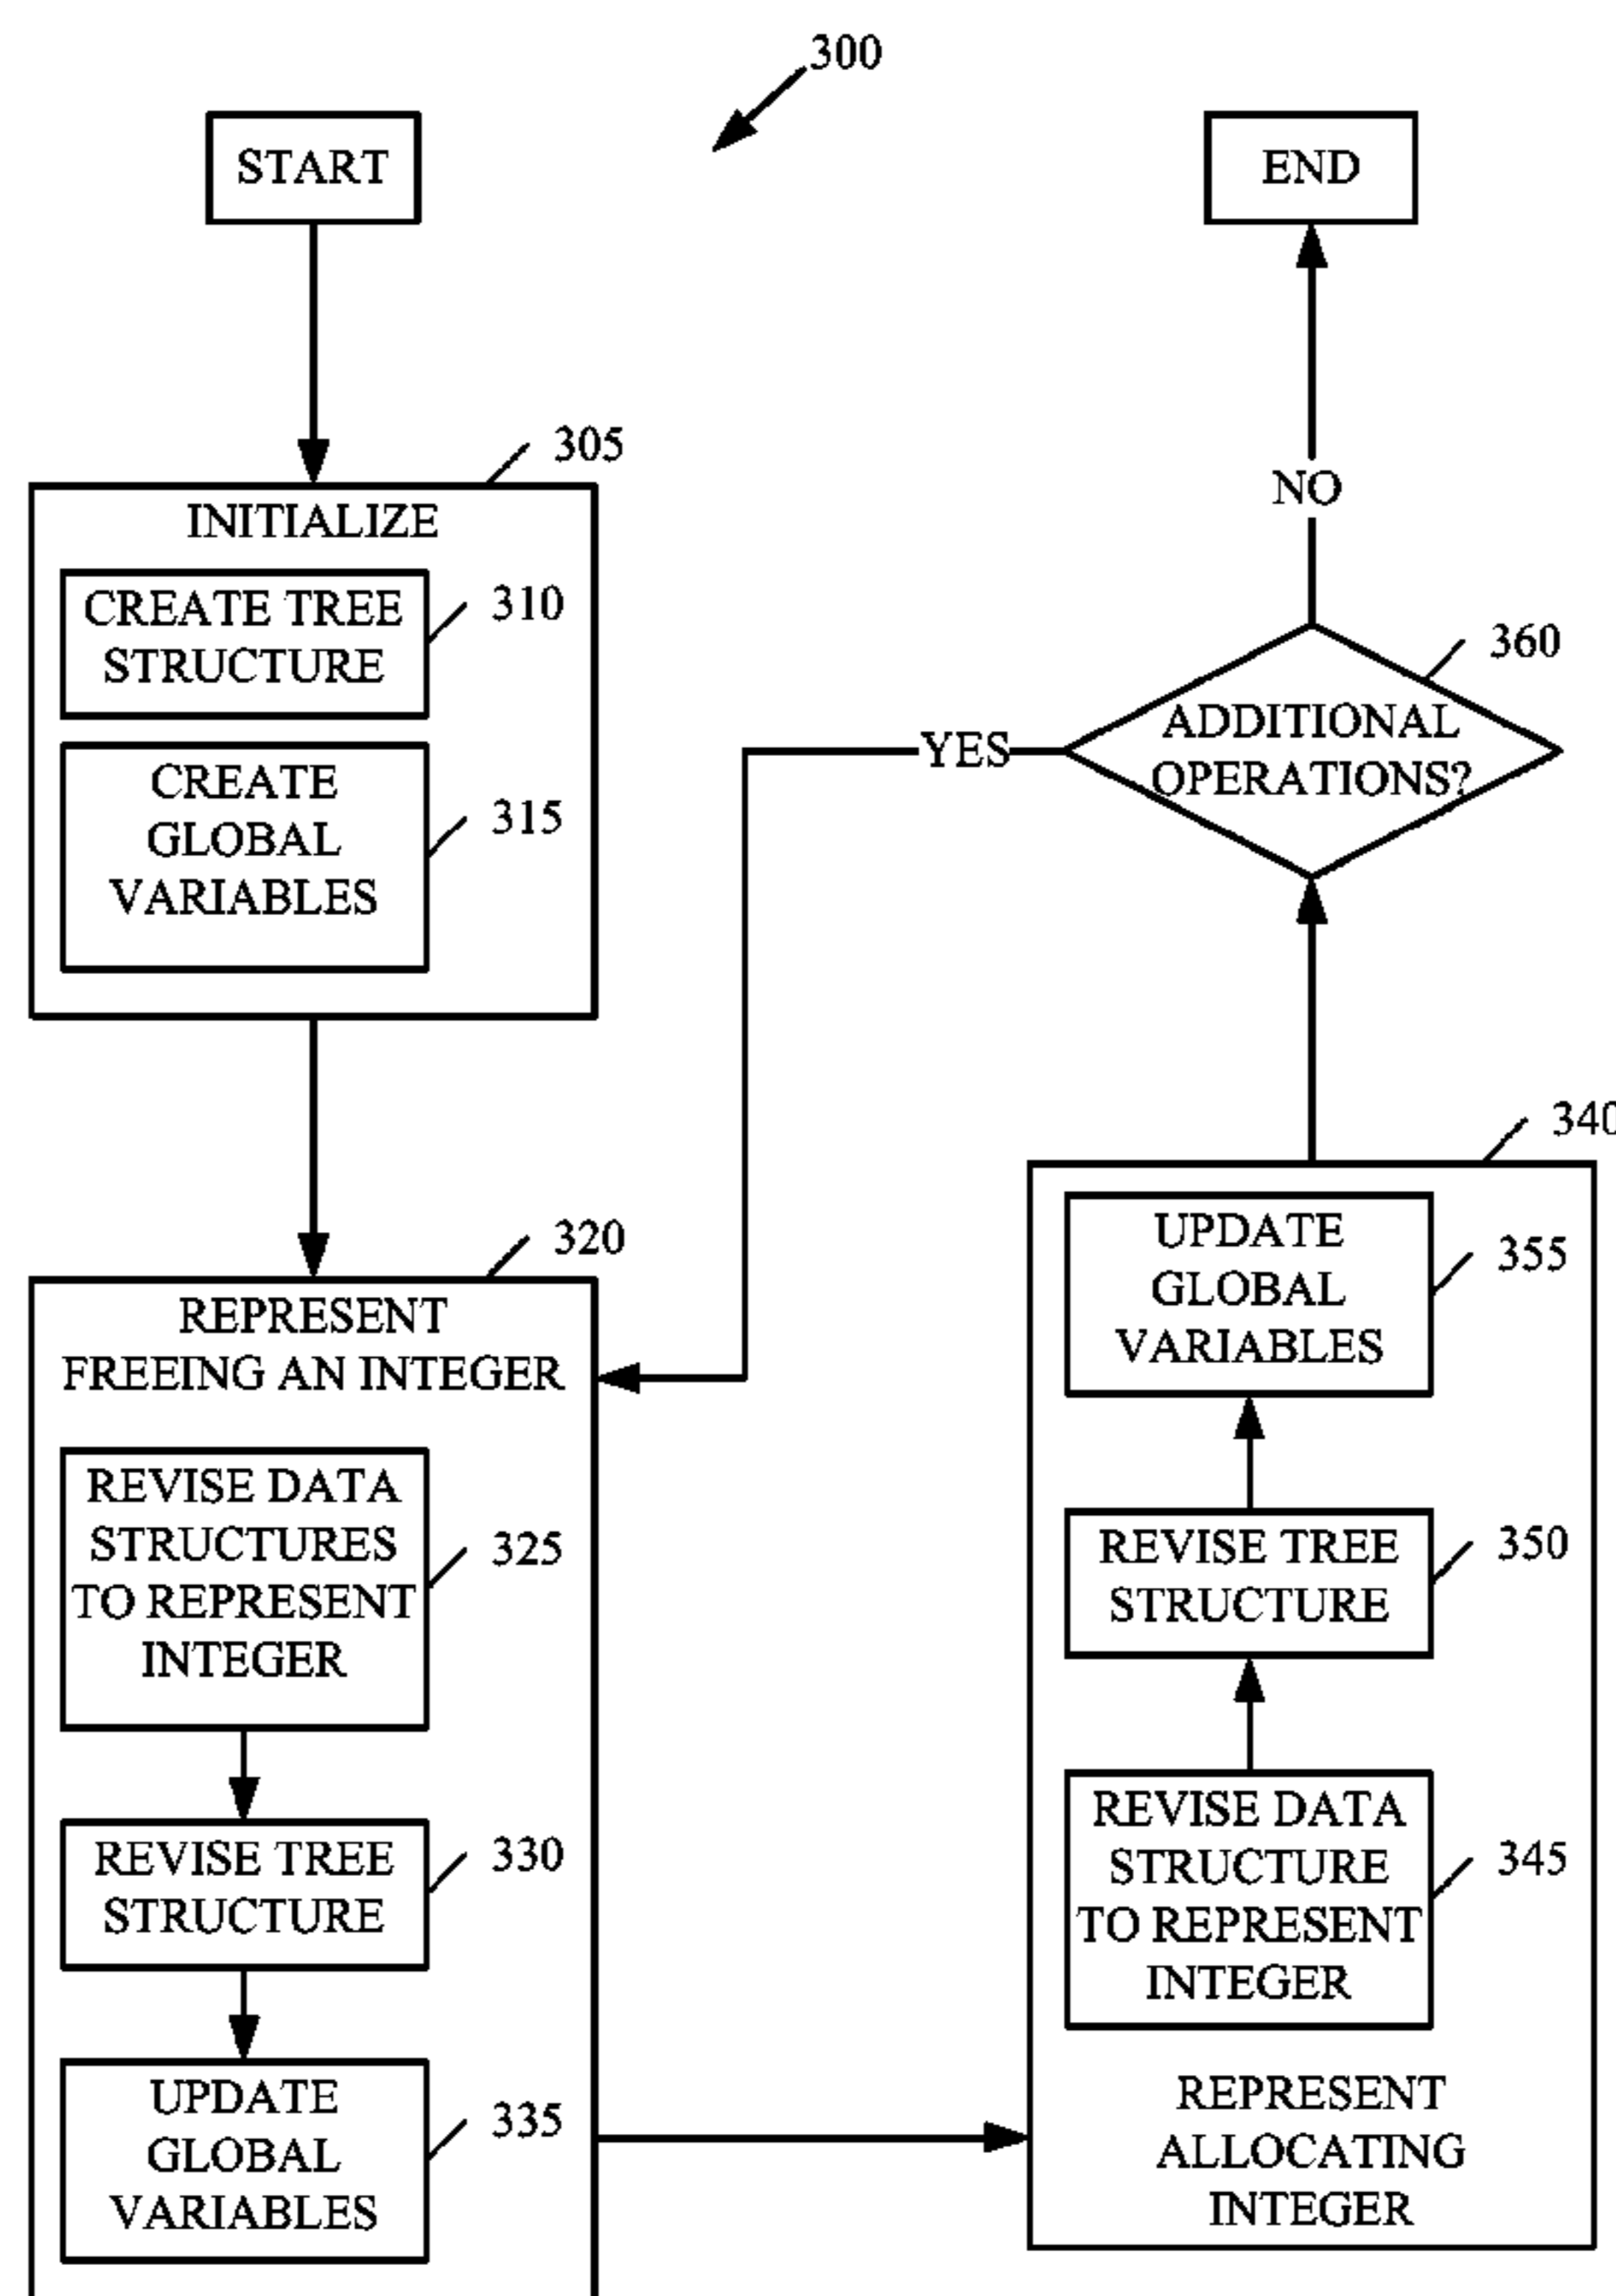 300
START
305
INITIALIZE
CREATE TREE
STRUCTURE
310
CREATE
GLOBAL
VARIABLES
315
320
REPRESENT
FREEING AN INTEGER
REVISE DATA
STRUCTURES
TO REPRESENT
INTEGER
325
REVISE TREE
STRUCTURE
330
UPDATE
GLOBAL
VARIABLES
335
END
NO
360
ADDITIONAL
OPERATIONS?
YES
340
UPDATE
GLOBAL
VARIABLES
355
REVISE TREE
STRUCTURE
350
REVISE DATA
STRUCTURE
TO REPRESENT
INTEGER
345
REPRESENT
ALLOCATING
INTEGER